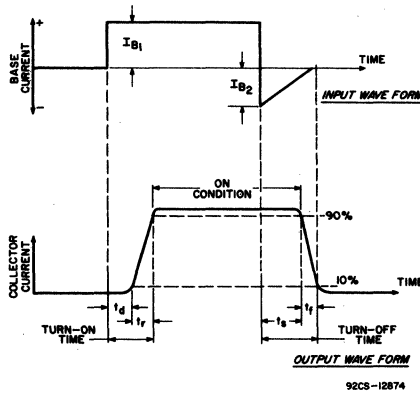 +
BASE CURRENT
−
IB1
IB2
TIME
INPUT WAVE FORM
ON CONDITION
90%
COLLECTOR CURRENT
10%
TIME
td
tr
ts
tf
TURN-ON TIME
TURN-OFF TIME
OUTPUT WAVE FORM
92CS-12874